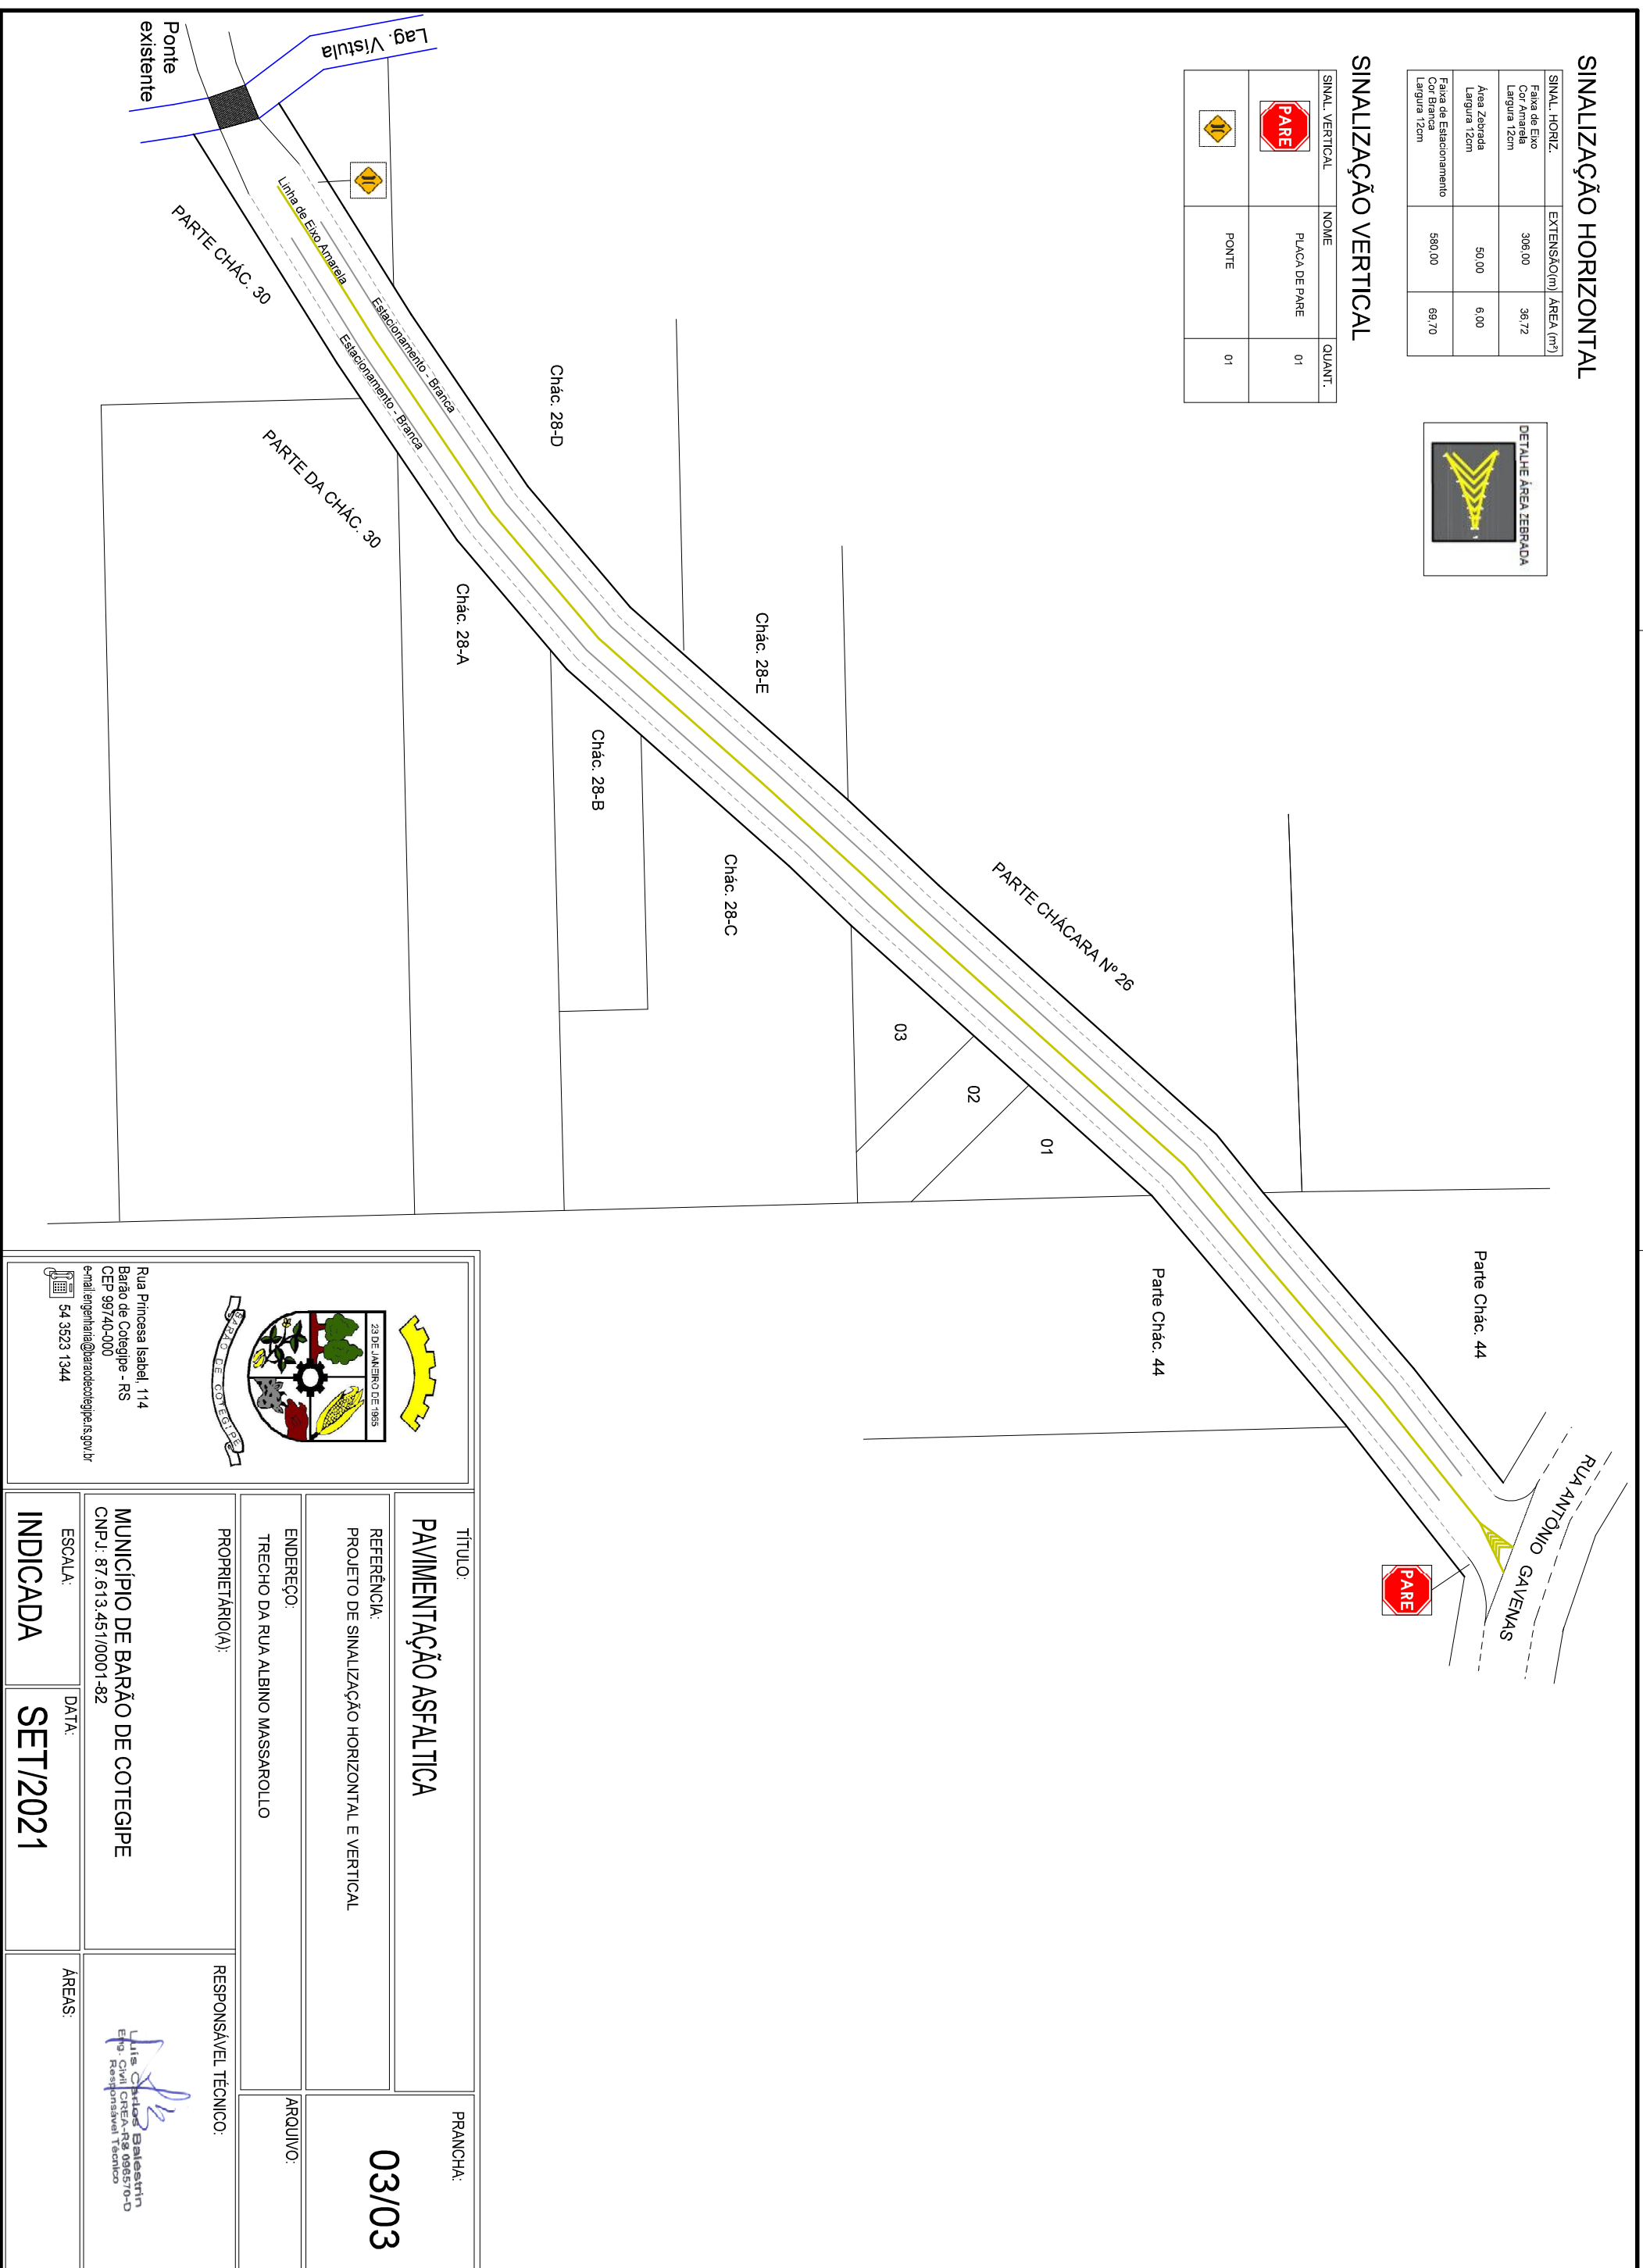 SINALIZAÇÃO HORIZONTAL
SINAL. HORIZ. EXTENSÃO(m) ÁREA (m²)
Faixa de Eixo
Cor Amarela
Largura 12cm
306,00 36,72
Área Zebrada
Largura 12cm
50,00 6,00
Faixa de Estacionamento
Cor Branca
Largura 12cm
580,00 69,70
DETALHE ÁREA ZEBRADA
SINALIZAÇÃO VERTICAL
SINAL. VERTICAL NOME QUANT.
PARE
PLACA DE PARE 01
PONTE 01
Lag. Vístula
Ponte
existente
Linha de Eixo Amarela
Estacionamento - Branca
Estacionamento - Branca
PARTE CHÁC. 30
PARTE DA CHÁC. 30
Chác. 28-D
Chác. 28-A
Chác. 28-E
Chác. 28-B
Chác. 28-C
PARTE CHÁCARA Nº 26
03
02
01
Parte Chác. 44
Parte Chác. 44
RUA ANTÔNIO GAVENAS
PARE
23 DE JANEIRO DE 1965
BARÃO DE COTEGIPE
Rua Princesa Isabel, 114
Barão de Cotegipe - RS
CEP 99740-000
e-mail:engenharia@baraodecotegipe.rs.gov.br
54 3523 1344
TÍTULO:
PAVIMENTAÇÃO ASFALTICA
PRANCHA:
03/03
REFERÊNCIA:
PROJETO DE SINALIZAÇÃO HORIZONTAL E VERTICAL
ENDEREÇO:
TRECHO DA RUA ALBINO MASSAROLLO
ARQUIVO:
PROPRIETÁRIO(A):
MUNICÍPIO DE BARÃO DE COTEGIPE
CNPJ: 87.613.451/0001-82
RESPONSÁVEL TÉCNICO:
Luis Carlos Balestrin
Eng. Civil CREA-RS 096570-D
Responsável Técnico
ESCALA:
INDICADA
DATA:
SET/2021
ÁREAS: